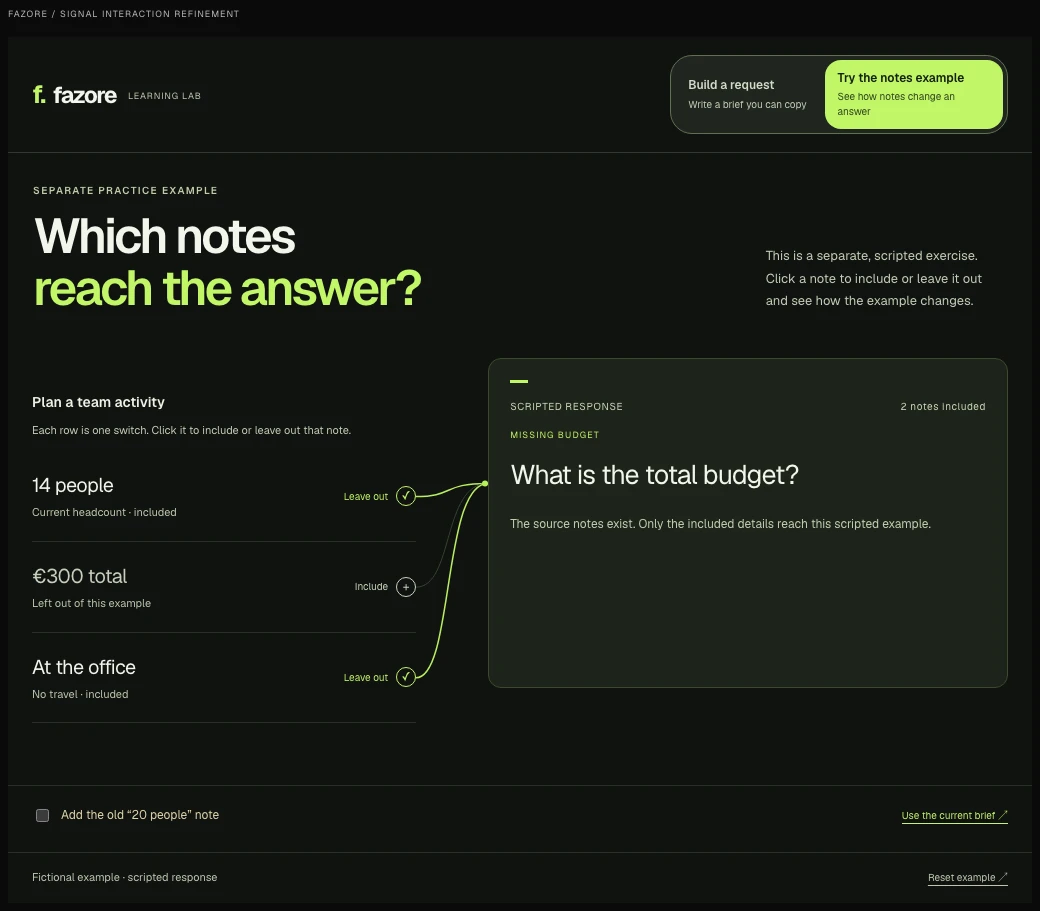 FAZORE / SIGNAL INTERACTION REFINEMENT
f. fazore LEARNING LAB
Build a request
Write a brief you can copy
Try the notes example
See how notes change an
answer
SEPARATE PRACTICE EXAMPLE
Which notes
reach the answer?
This is a separate, scripted exercise.
Click a note to include or leave it out
and see how the example changes.
Plan a team activity
Each row is one switch. Click it to include or leave out that note.
14 people
Current headcount · included
Leave out ✓
€300 total
Left out of this example
Include +
At the office
No travel · included
Leave out ✓
SCRIPTED RESPONSE
2 notes included
MISSING BUDGET
What is the total budget?
The source notes exist. Only the included details reach this scripted example.
Add the old “20 people” note
Use the current brief ↗
Fictional example · scripted response
Reset example ↗